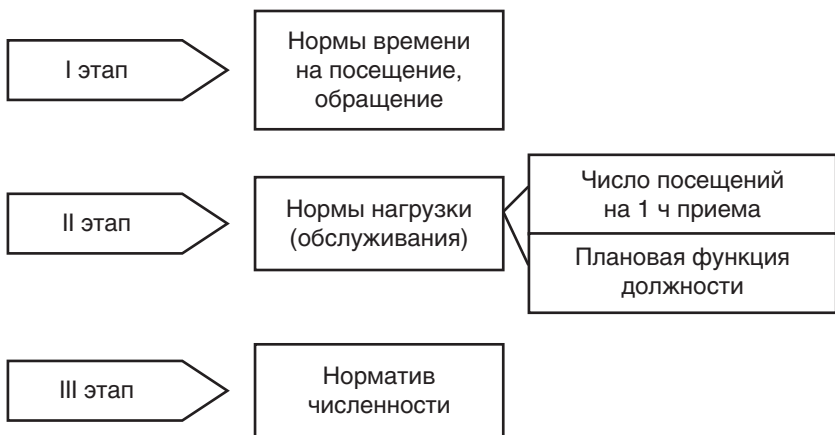 I этап
Нормы времени
на посещение,
обращение
II этап
Нормы нагрузки
(обслуживания)
Число посещений
на 1 ч приема
Плановая функция
должности
III этап
Норматив
численности